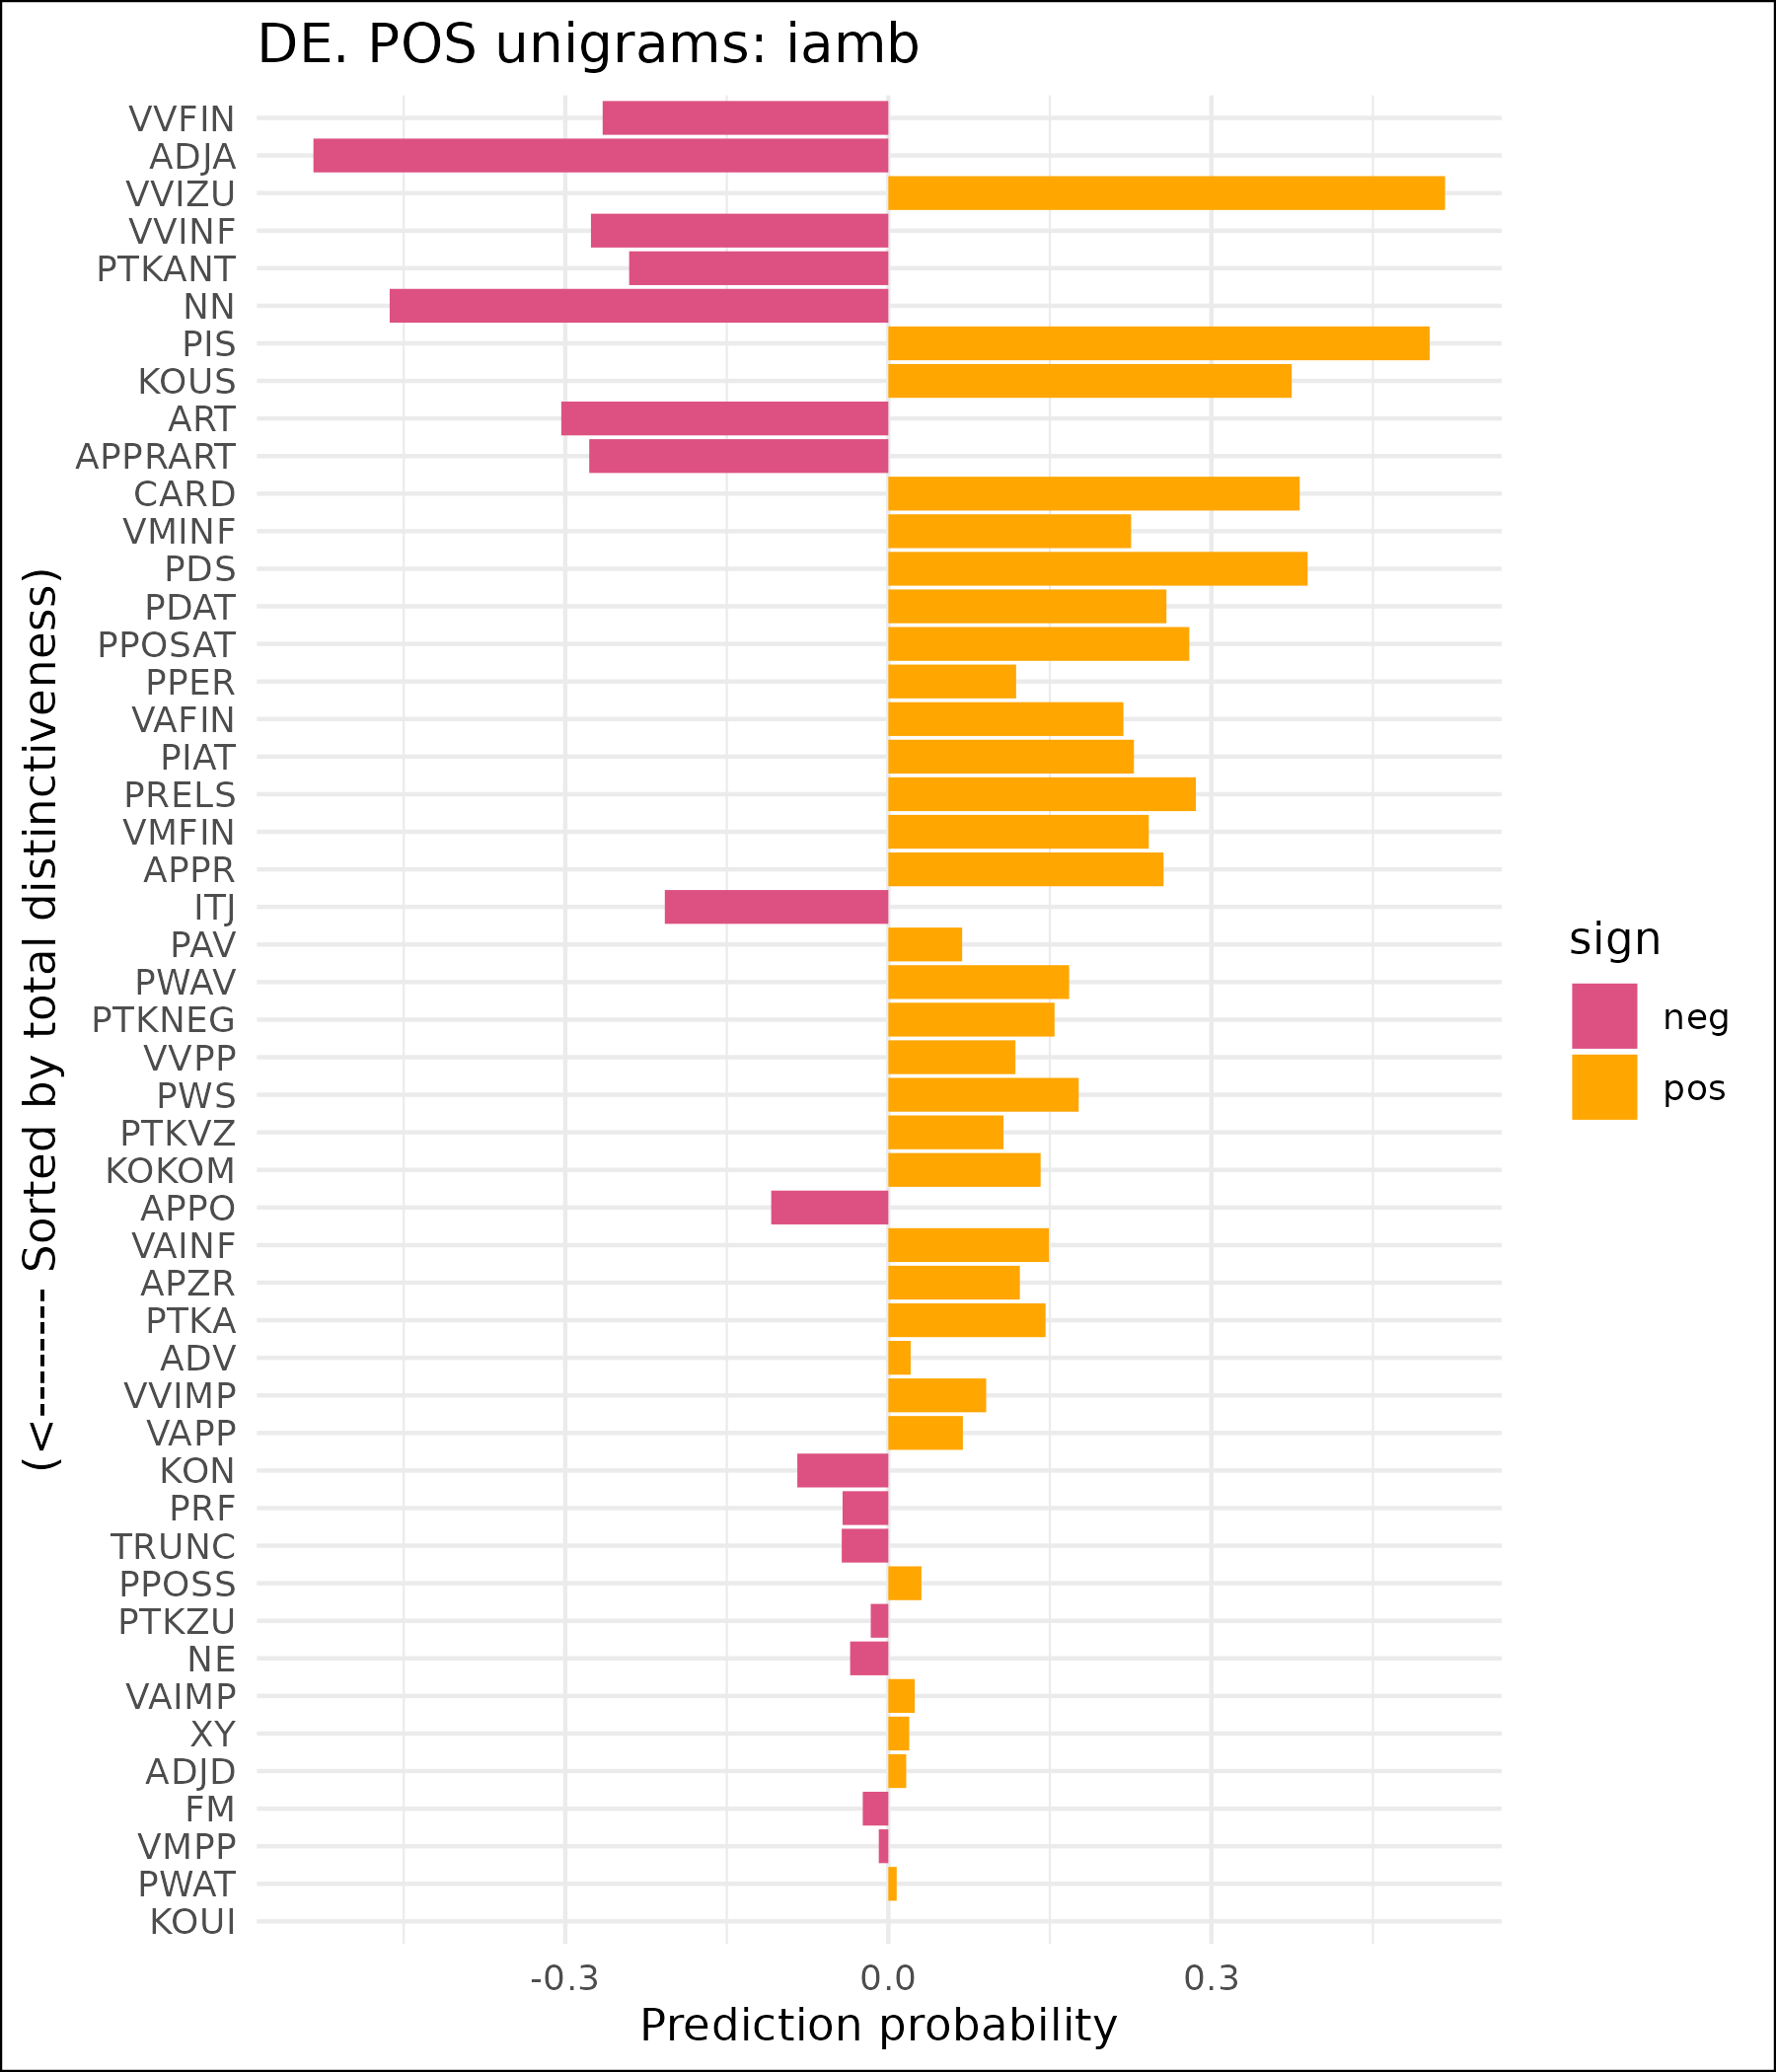 DE. POS unigrams: iamb
(<--------- Sorted by total distinctiveness)
VVFIN
ADJA
VVIZU
VVINF
PTKANT
NN
PIS
KOUS
ART
APPRART
CARD
VMINF
PDS
PDAT
PPOSAT
PPER
VAFIN
PIAT
PRELS
VMFIN
APPR
ITJ
PAV
PWAV
PTKNEG
VVPP
PWS
PTKVZ
KOKOM
APPO
VAINF
APZR
PTKA
ADV
VVIMP
VAPP
KON
PRF
TRUNC
PPOSS
PTKZU
NE
VAIMP
XY
ADJD
FM
VMPP
PWAT
KOUI
-0.3 0.0 0.3
Prediction probability
sign
neg
pos